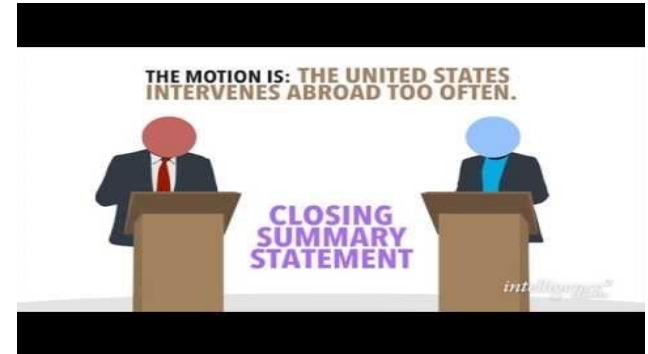 THE MOTION IS: THE UNITED STATES
INTERVENES ABROAD TOO OFTEN.
CLOSING
SUMMARY
STATEMENT